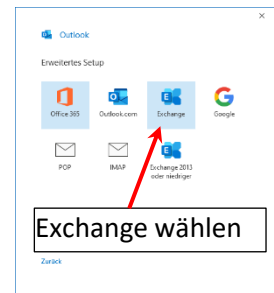 Outlook
Erweitertes Setup
Office 365 Outlook.com Exchange Google
POP IMAP Exchange 2013
oder niedriger
Exchange wählen
Zurück